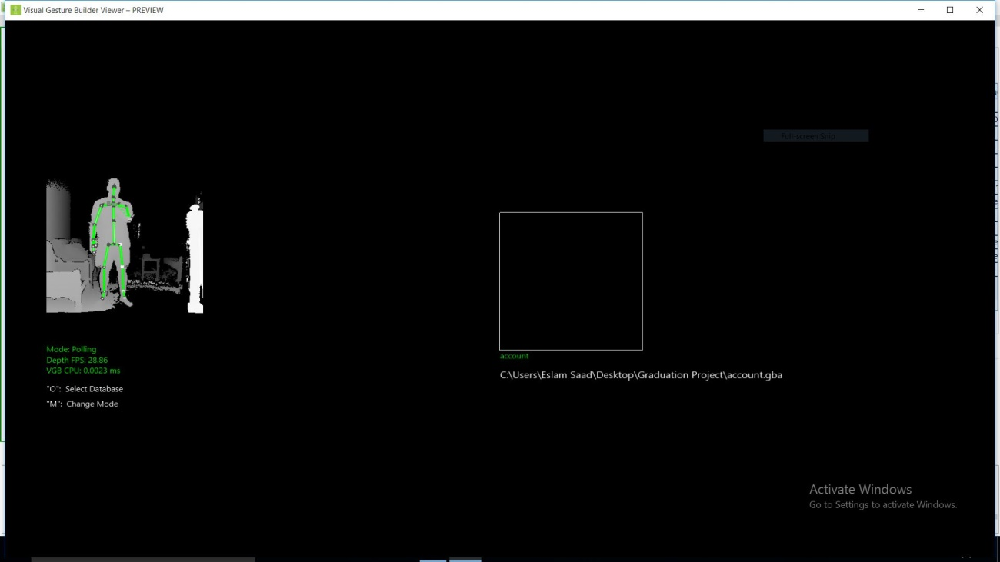 Visual Gesture Builder Viewer – PREVIEW
Full-screen Snip
Mode: Polling
Depth FPS: 28.86
VGB CPU: 0.0023 ms
"O": Select Database
"M": Change Mode
account
C:\Users\Eslam Saad\Desktop\Graduation Project\account.gba
Activate Windows
Go to Settings to activate Windows.